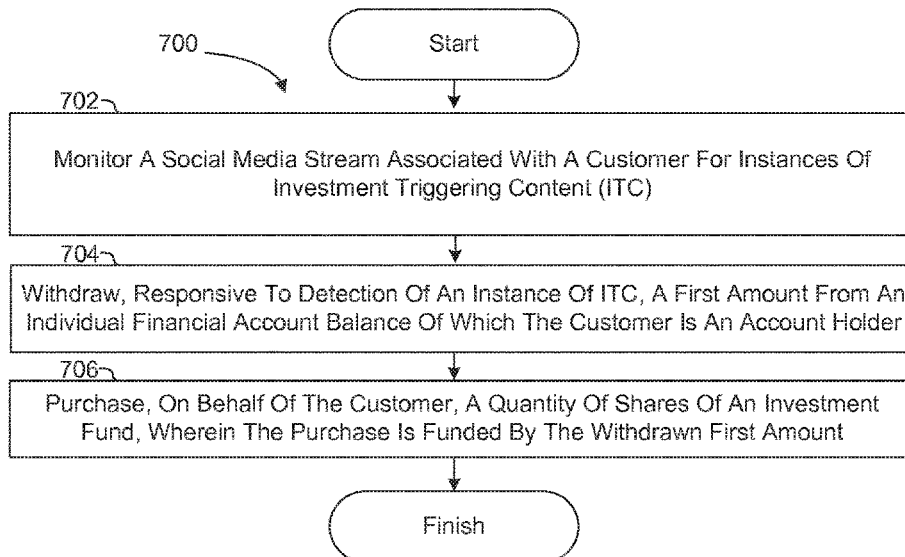 Start
700
702
Monitor A Social Media Stream Associated With A Customer For Instances Of
Investment Triggering Content (ITC)
704
Withdraw, Responsive To Detection Of An Instance Of ITC, A First Amount From An
Individual Financial Account Balance Of Which The Customer Is An Account Holder
706
Purchase, On Behalf Of The Customer, A Quantity Of Shares Of An Investment
Fund, Wherein The Purchase Is Funded By The Withdrawn First Amount
Finish